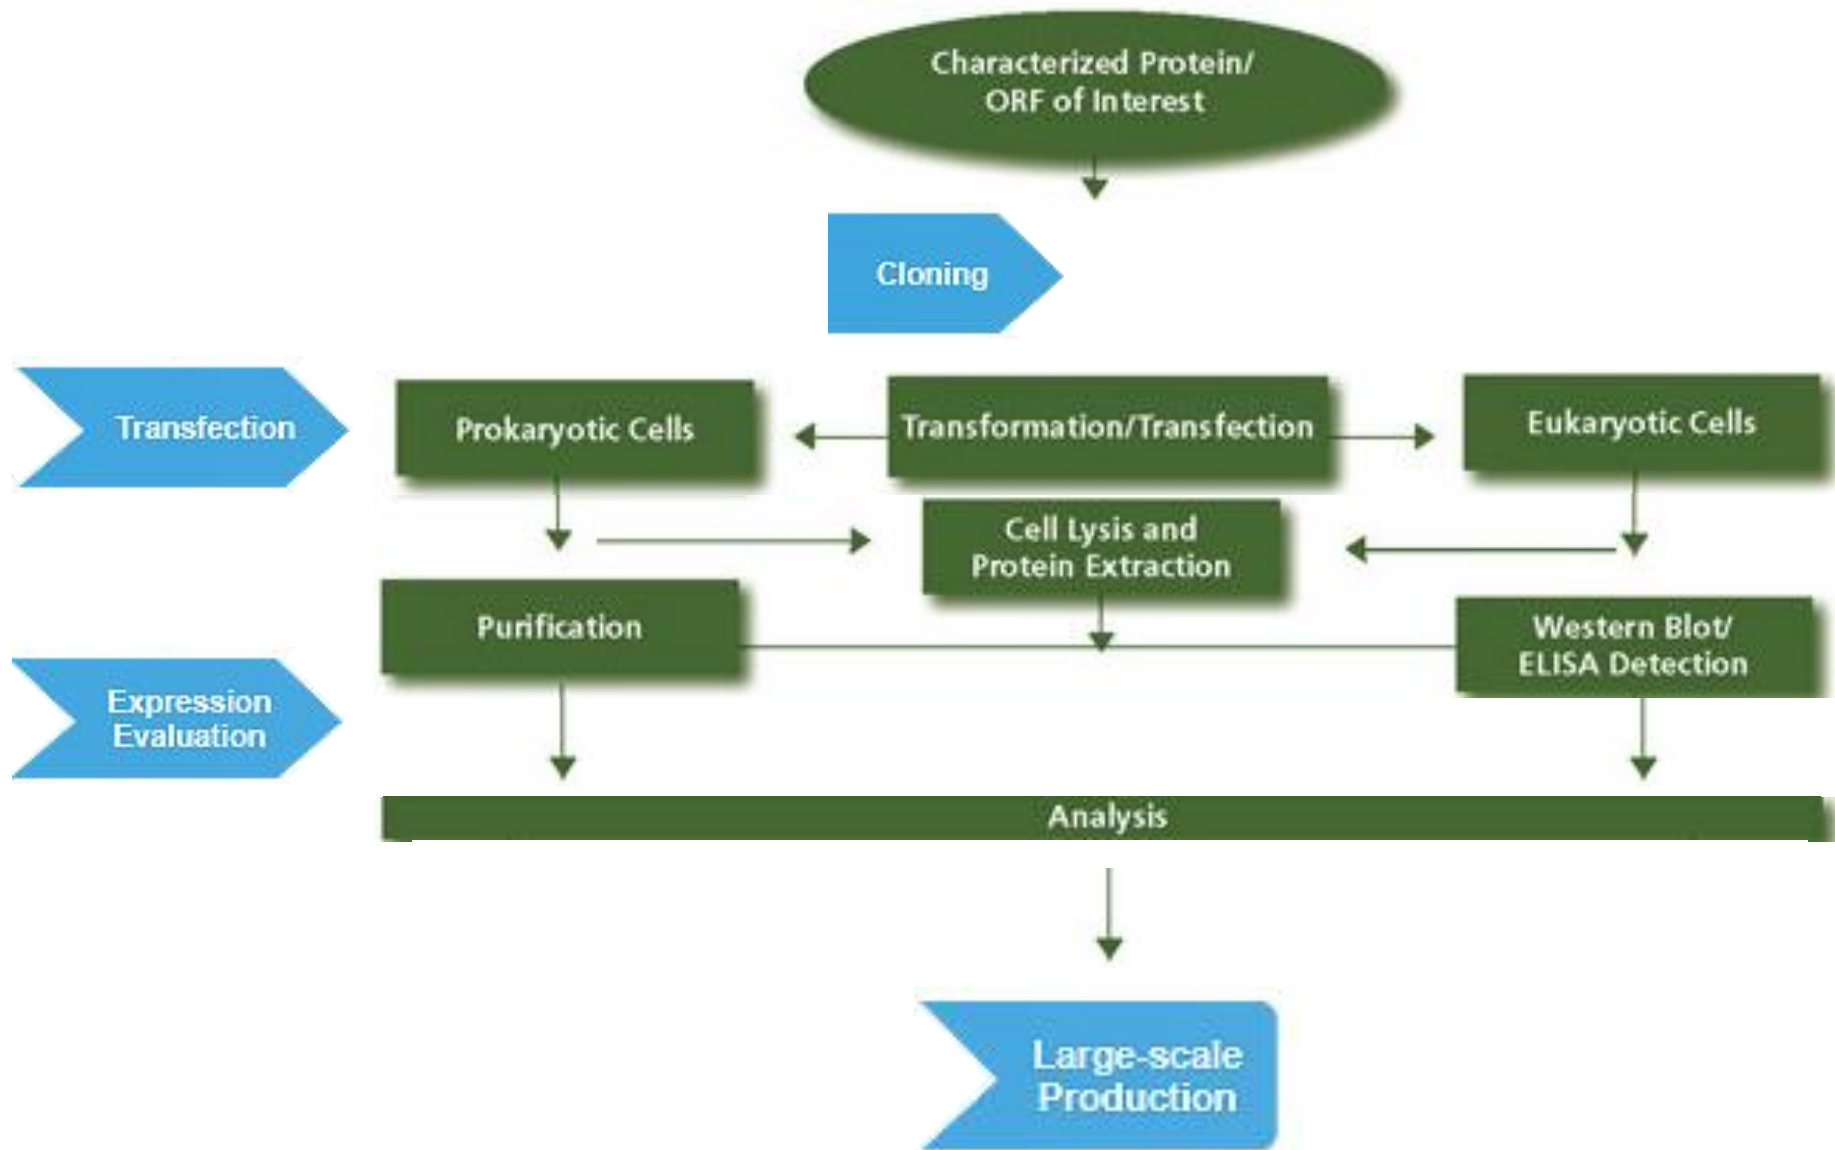 Characterized Protein/
ORF of Interest
Cloning
Transfection
Prokaryotic Cells
Transformation/Transfection
Eukaryotic Cells
Cell Lysis and
Protein Extraction
Purification
Western Blot/
ELISA Detection
Expression
Evaluation
Analysis
Large-scale
Production